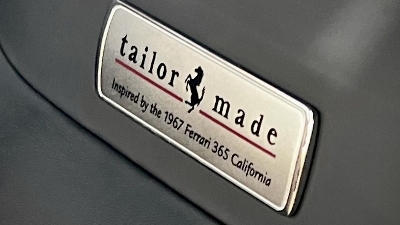 tailor made
Inspired by the 1967 Ferrari 365 California